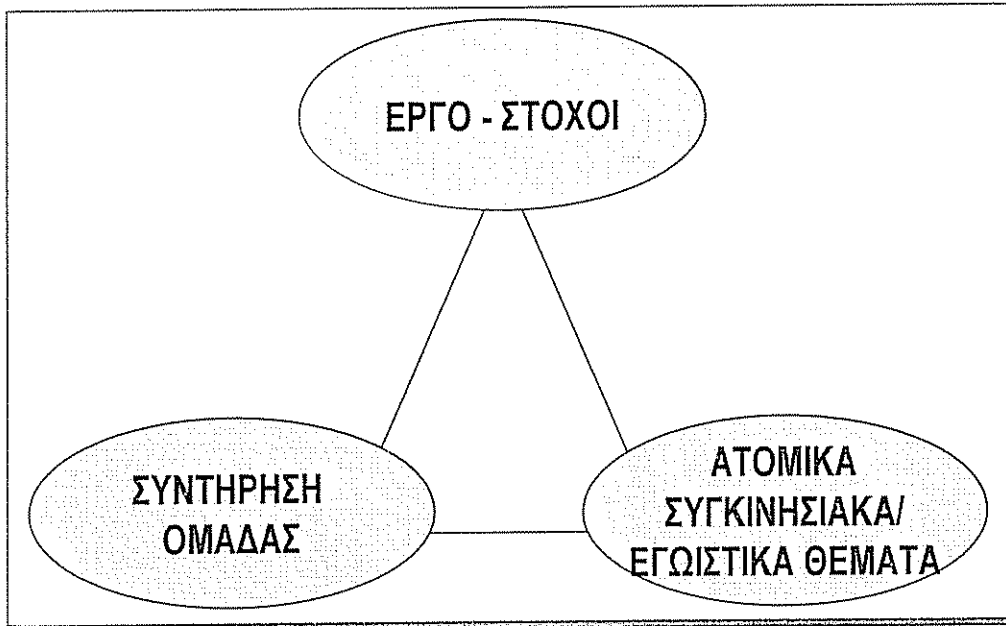 ΕΡΓΟ - ΣΤΟΧΟΙ
ΣΥΝΤΗΡΗΣΗ
ΟΜΑΔΑΣ
ΑΤΟΜΙΚΑ
ΣΥΓΚΙΝΗΣΙΑΚΑ/
ΕΓΩΙΣΤΙΚΑ ΘΕΜΑΤΑ